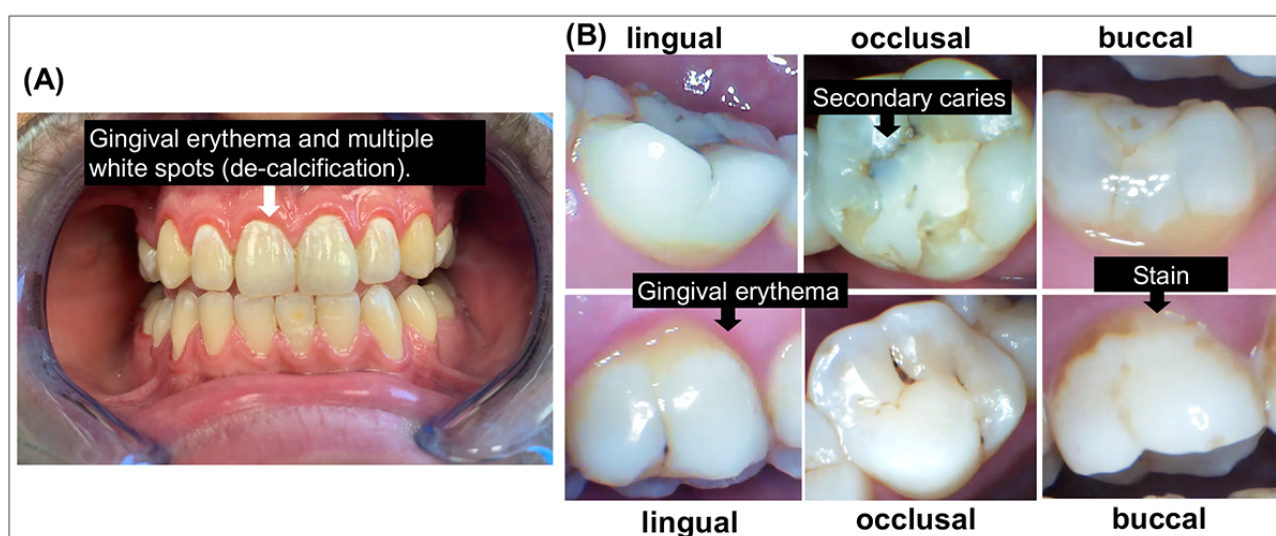 (A)
Gingival erythema and multiple
white spots (de-calcification).
(B)
lingual
occlusal
buccal
Secondary caries
Gingival erythema
Stain
lingual
occlusal
buccal